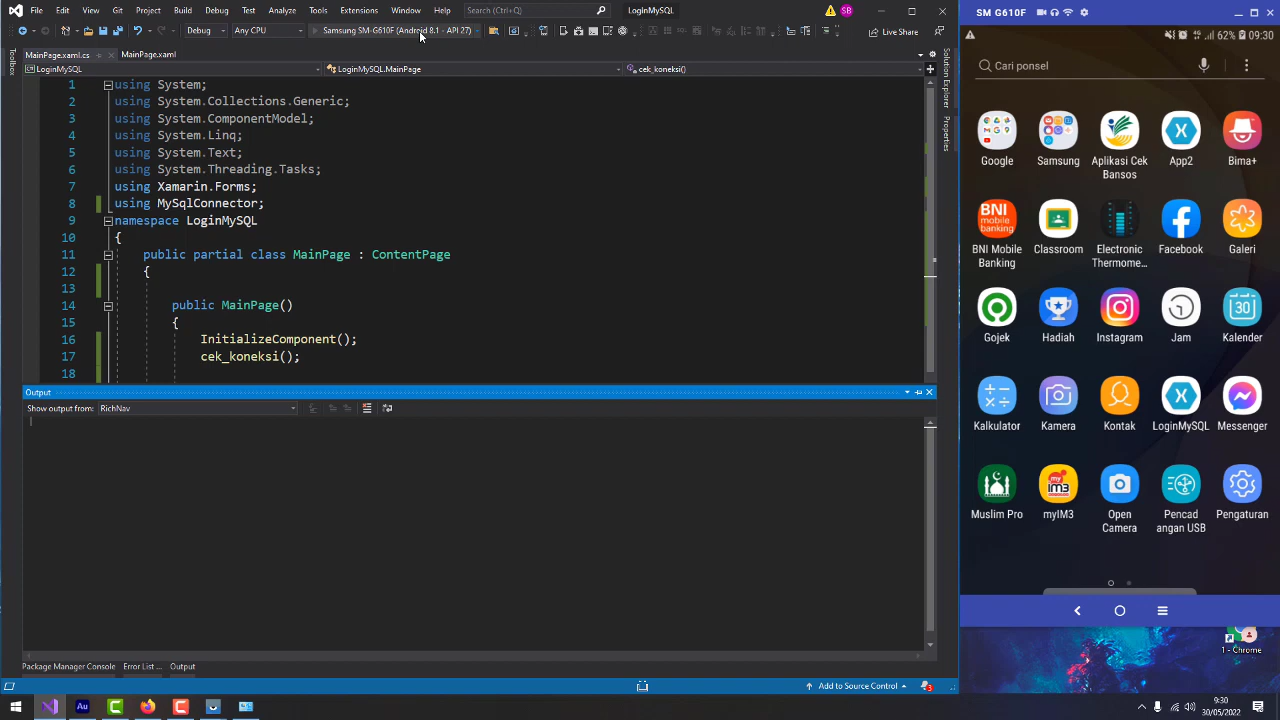 File Edit View Git Project Build Debug Test Analyze Tools Extensions Window Help Search (Ctrl+Q) LoginMySQL SB
Debug Any CPU Samsung SM-G610F (Android 8.1 - API 27) Live Share
MainPage.xaml.cs MainPage.xaml
LoginMySQL LoginMySQL.MainPage cek_koneksi()
1 using System;
2 using System.Collections.Generic;
3 using System.ComponentModel;
4 using System.Linq;
5 using System.Text;
6 using System.Threading.Tasks;
7 using Xamarin.Forms;
8 using MySqlConnector;
9 namespace LoginMySQL
10 {
11 public partial class MainPage : ContentPage
12 {
13
14 public MainPage()
15 {
16 InitializeComponent();
17 cek_koneksi();
18
Toolbox
Solution Explorer
Properties
Output
Show output from: RichNav
Package Manager Console Error List ... Output
Add to Source Control 3
SM G610F
62% 09:30
Cari ponsel
Google Samsung Aplikasi Cek Bansos App2 Bima+
BNI Mobile Banking Classroom Electronic Thermome... Facebook Galeri
Gojek Hadiah Instagram Jam Kalender
Kalkulator Kamera Kontak LoginMySQL Messenger
Muslim Pro myIM3 Open Camera Pencad angan USB Pengaturan
1 - Chrome
9:30
30/05/2022